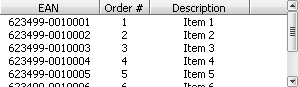 EAN Order # Description
623499-0010001 1 Item 1
623499-0010002 2 Item 2
623499-0010003 3 Item 3
623499-0010004 4 Item 4
623499-0010005 5 Item 5